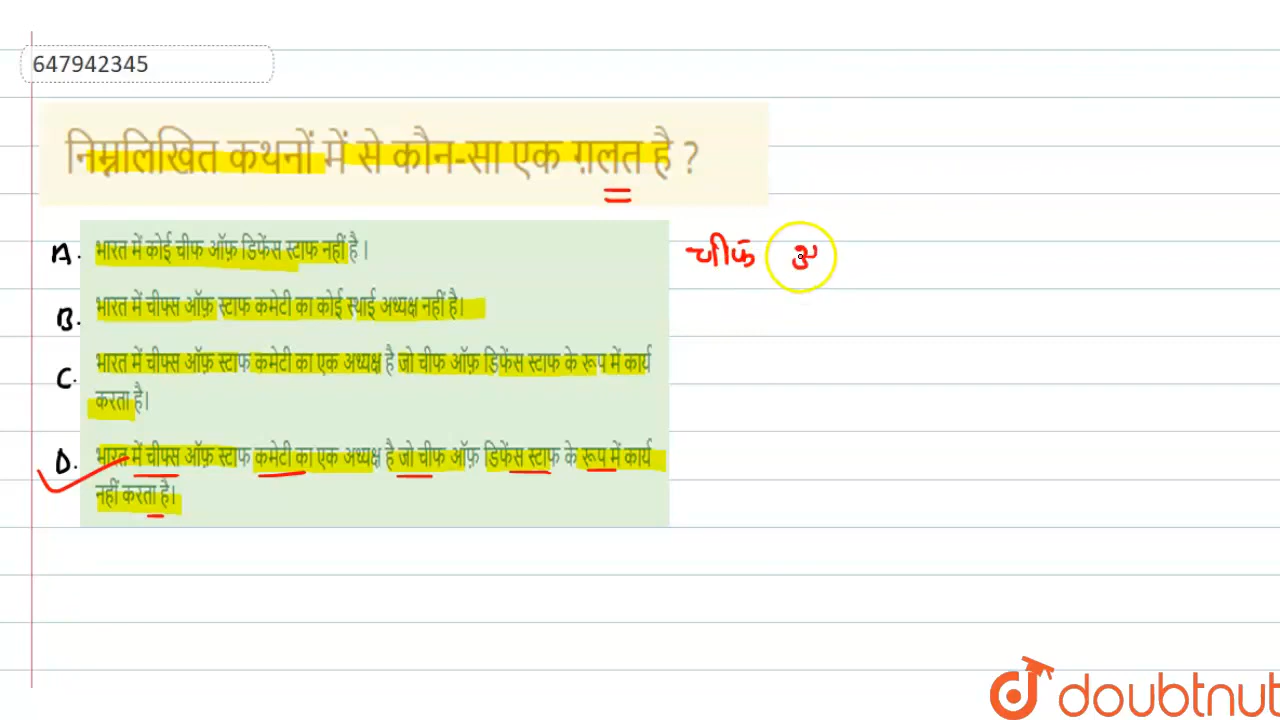 647942345
निम्नलिखित कथनों में से कौन-सा एक ग़लत है ?
A. भारत में कोई चीफ ऑफ़ डिफेंस स्टाफ नहीं है।
चीफ ऑ
B. भारत में चीफ्स ऑफ़ स्टाफ कमेटी का कोई स्थाई अध्यक्ष नहीं है।
C. भारत में चीफ्स ऑफ़ स्टाफ कमेटी का एक अध्यक्ष है जो चीफ ऑफ़ डिफेंस स्टाफ के रूप में कार्य
करता है।
D. भारत में चीफ्स ऑफ़ स्टाफ कमेटी का एक अध्यक्ष है जो चीफ ऑफ़ डिफेंस स्टाफ के रूप में कार्य
नहीं करता है।
doubtnut